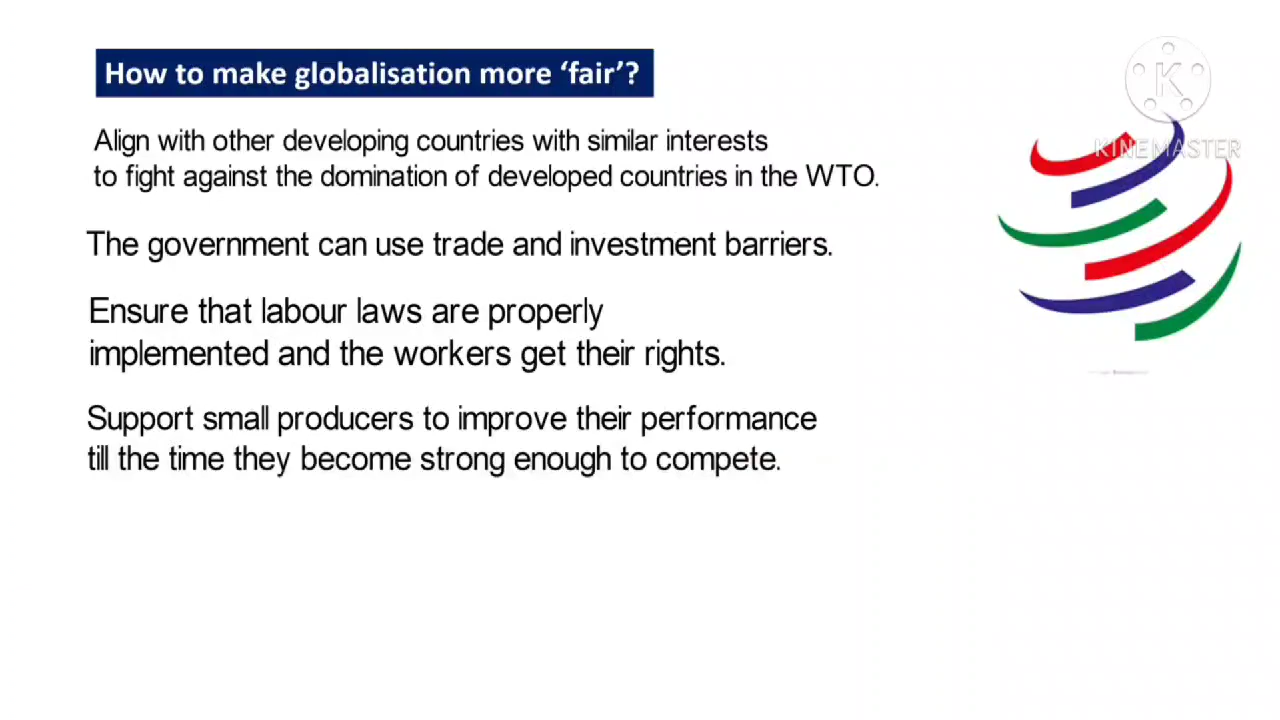 How to make globalisation more ‘fair’?
Align with other developing countries with similar interests
to fight against the domination of developed countries in the WTO.
The government can use trade and investment barriers.
Ensure that labour laws are properly
implemented and the workers get their rights.
Support small producers to improve their performance
till the time they become strong enough to compete.
K
KINEMASTER